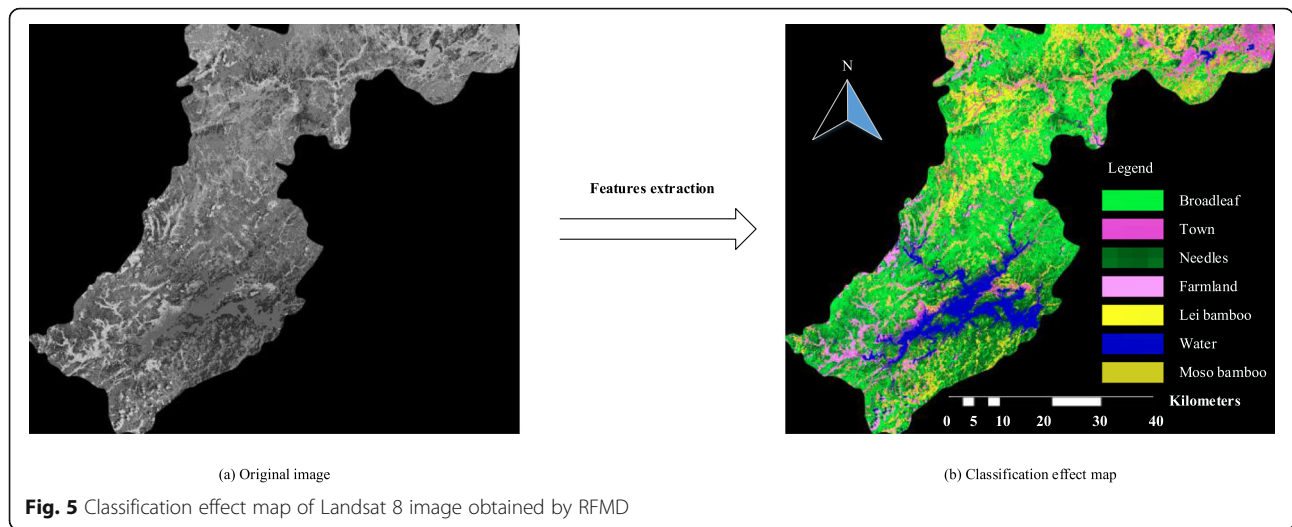 N
Features extraction
Legend
Broadleaf
Town
Needles
Farmland
Lei bamboo
Water
Moso bamboo
Kilometers
0 5 10 20 30 40
(a) Original image
(b) Classification effect map
Fig. 5 Classification effect map of Landsat 8 image obtained by RFMD